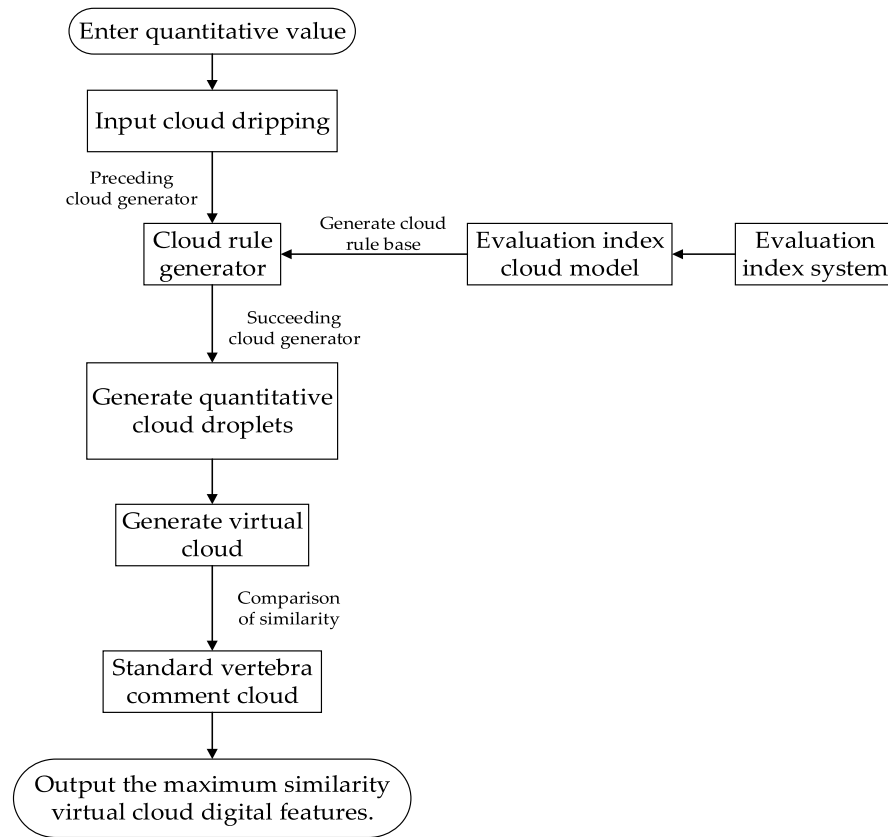 Enter quantitative value
Input cloud dripping
Preceding
cloud generator
Cloud rule
generator
Generate cloud
rule base
Evaluation index
cloud model
Evaluation
index system
Succeeding
cloud generator
Generate quantitative
cloud droplets
Generate virtual
cloud
Comparison
of similarity
Standard vertebra
comment cloud
Output the maximum similarity
virtual cloud digital features.